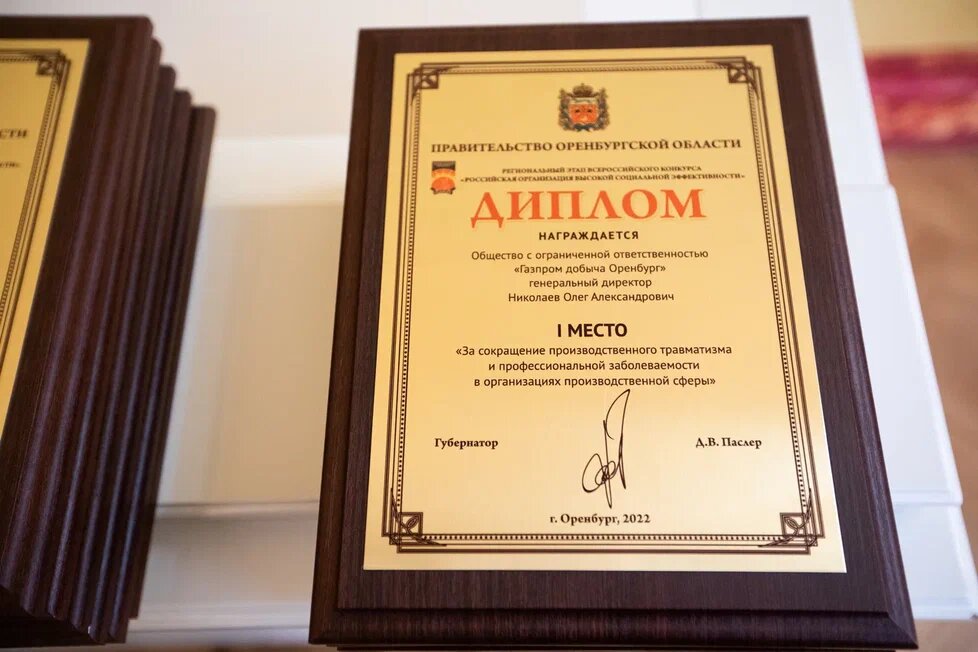 СТИ
ПРАВИТЕЛЬСТВО ОРЕНБУРГСКОЙ ОБЛАСТИ
РЕГИОНАЛЬНЫЙ ЭТАП ВСЕРОССИЙСКОГО КОНКУРСА
«РОССИЙСКАЯ ОРГАНИЗАЦИЯ ВЫСОКОЙ СОЦИАЛЬНОЙ ЭФФЕКТИВНОСТИ»
ДИПЛОМ
НАГРАЖДАЕТСЯ
Общество с ограниченной ответственностью
«Газпром добыча Оренбург»
генеральный директор
Николаев Олег Александрович
I МЕСТО
«За сокращение производственного травматизма
и профессиональной заболеваемости
в организациях производственной сферы»
Губернатор Д.В. Паслер
г. Оренбург, 2022